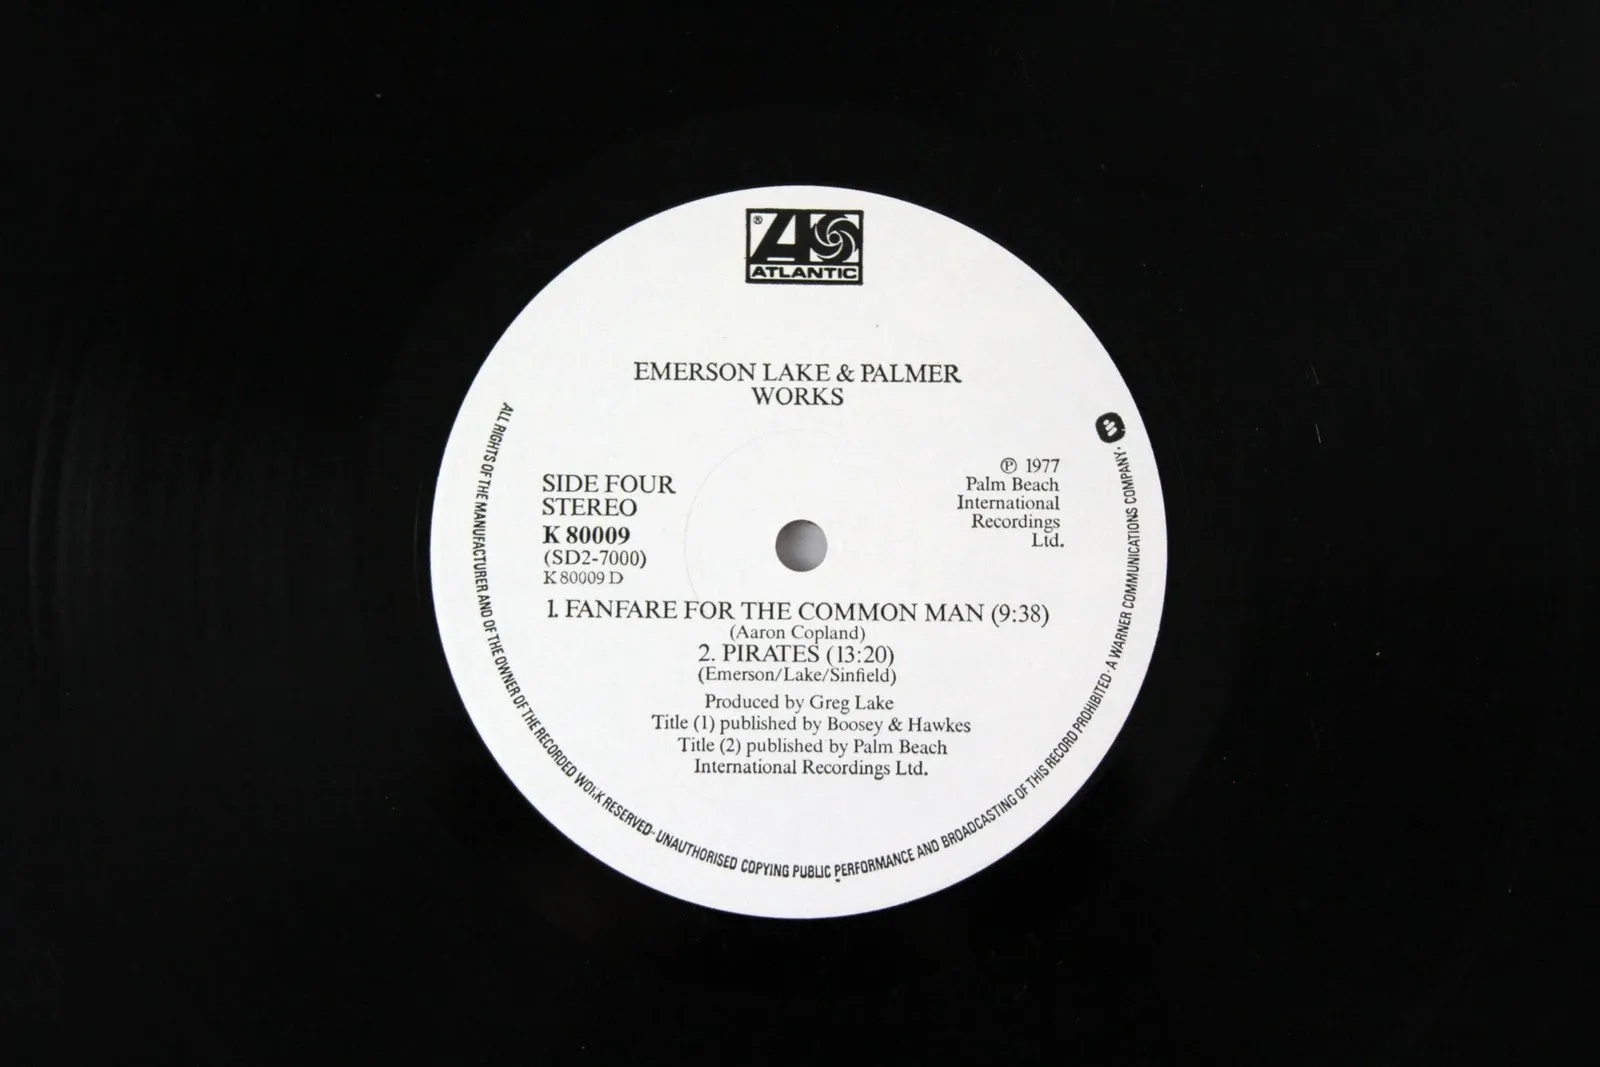 ®
ATLANTIC
EMERSON LAKE & PALMER
WORKS
SIDE FOUR
STEREO
K 80009
(SD2-7000)
K 80009 D
℗ 1977
Palm Beach
International
Recordings
Ltd.
1. FANFARE FOR THE COMMON MAN (9:38)
(Aaron Copland)
2. PIRATES (13:20)
(Emerson/Lake/Sinfield)
Produced by Greg Lake
Title (1) published by Boosey & Hawkes
Title (2) published by Palm Beach
International Recordings Ltd.
ALL RIGHTS OF THE MANUFACTURER AND OF THE OWNER OF THE RECORDED WORK RESERVED· UNAUTHORISED COPYING PUBLIC PERFORMANCE AND BROADCASTING OF THIS RECORD PROHIBITED· A WARNER COMMUNICATIONS COMPANY·